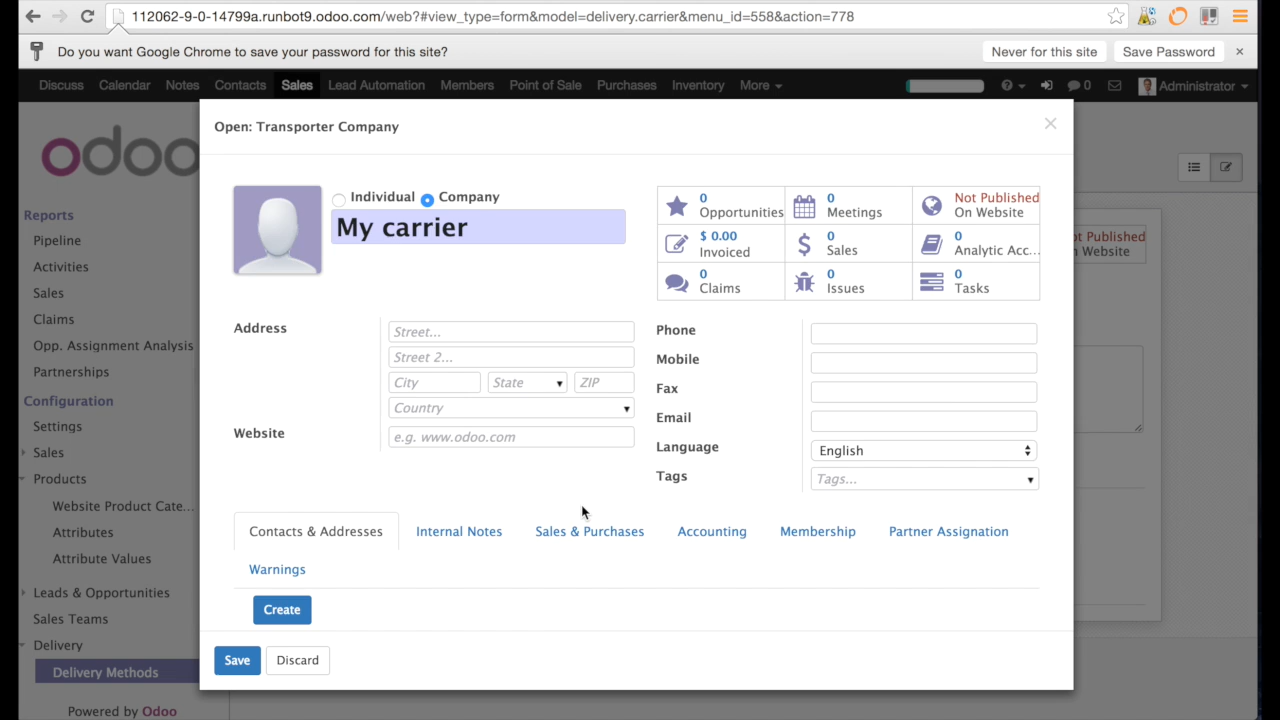 112062-9-0-14799a.runbot9.odoo.com/web?#view_type=form&model=delivery.carrier&menu_id=558&action=778
Do you want Google Chrome to save your password for this site? Never for this site Save Password ×
Discuss Calendar Notes Contacts Sales Lead Automation Members Point of Sale Purchases Inventory More 0 Administrator
odoo
Reports
Pipeline
Activities
Sales
Claims
Opp. Assignment Analysis
Partnerships
Configuration
Settings
Sales
Products
Website Product Cate...
Attributes
Attribute Values
Leads & Opportunities
Sales Teams
Delivery
Delivery Methods
Powered by Odoo
Open: Transporter Company ×
Individual Company
My carrier
0 Opportunities
0 Meetings
Not Published On Website
$ 0.00 Invoiced
0 Sales
0 Analytic Acc...
0 Claims
0 Issues
0 Tasks
Address
Street...
Street 2...
City State ZIP
Country
Website e.g. www.odoo.com
Phone
Mobile
Fax
Email
Language English
Tags Tags...
Contacts & Addresses Internal Notes Sales & Purchases Accounting Membership Partner Assignation
Warnings
Create
Save Discard
ot Published
n Website